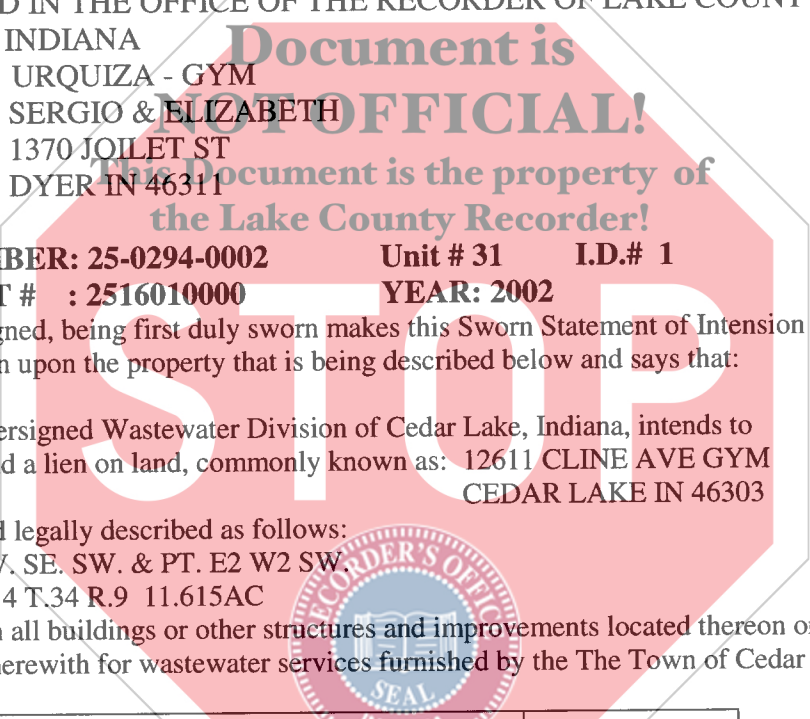 D IN THE OFFICE OF THE RECORDER OF LAKE COUNTY
INDIANA
Document is
URQUIZA - GYM
NOT OFFICIAL!
SERGIO & ELIZABETH
1370 JOILET ST
This Document is the property of
DYER IN 46311
the Lake County Recorder!
BER: 25-0294-0002 Unit # 31 I.D.# 1
T # : 2516010000 YEAR: 2002
gned, being first duly sworn makes this Sworn Statement of Intension
n upon the property that is being described below and says that:
STOP
ersigned Wastewater Division of Cedar Lake, Indiana, intends to
d a lien on land, commonly known as: 12611 CLINE AVE GYM
CEDAR LAKE IN 46303
d legally described as follows:
. SE. SW. & PT. E2 W2 SW.
4 T.34 R.9 11.615AC
n all buildings or other structures and improvements located thereon o
herewith for wastewater services furnished by the The Town of Cedar
RECORDER'S OFFICE
SEAL